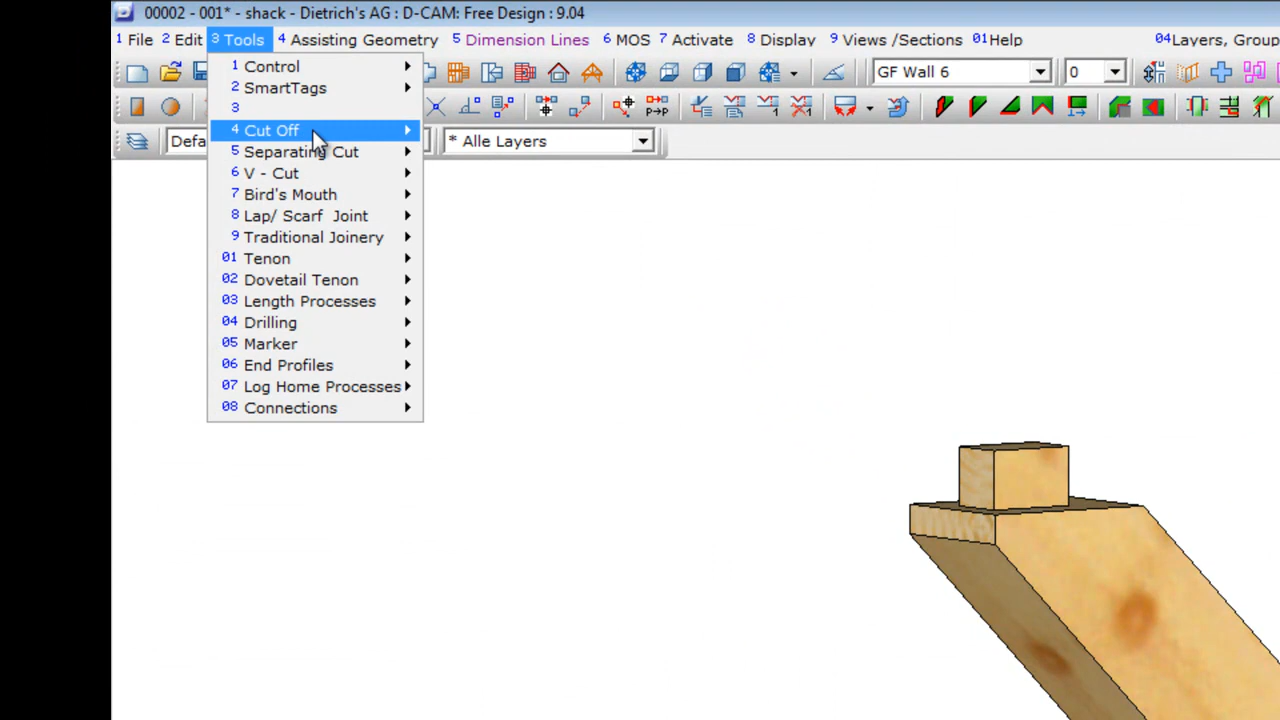 00002 - 001* - shack - Dietrich's AG : D-CAM: Free Design : 9.04
1 File 2 Edit 3 Tools 4 Assisting Geometry 5 Dimension Lines 6 MOS 7 Activate 8 Display 9 Views /Sections 01 Help 04 Layers, Group
GF Wall 6 0
Defa * Alle Layers
1 Control
2 SmartTags
3
4 Cut Off
5 Separating Cut
6 V - Cut
7 Bird's Mouth
8 Lap/ Scarf Joint
9 Traditional Joinery
01 Tenon
02 Dovetail Tenon
03 Length Processes
04 Drilling
05 Marker
06 End Profiles
07 Log Home Processes
08 Connections